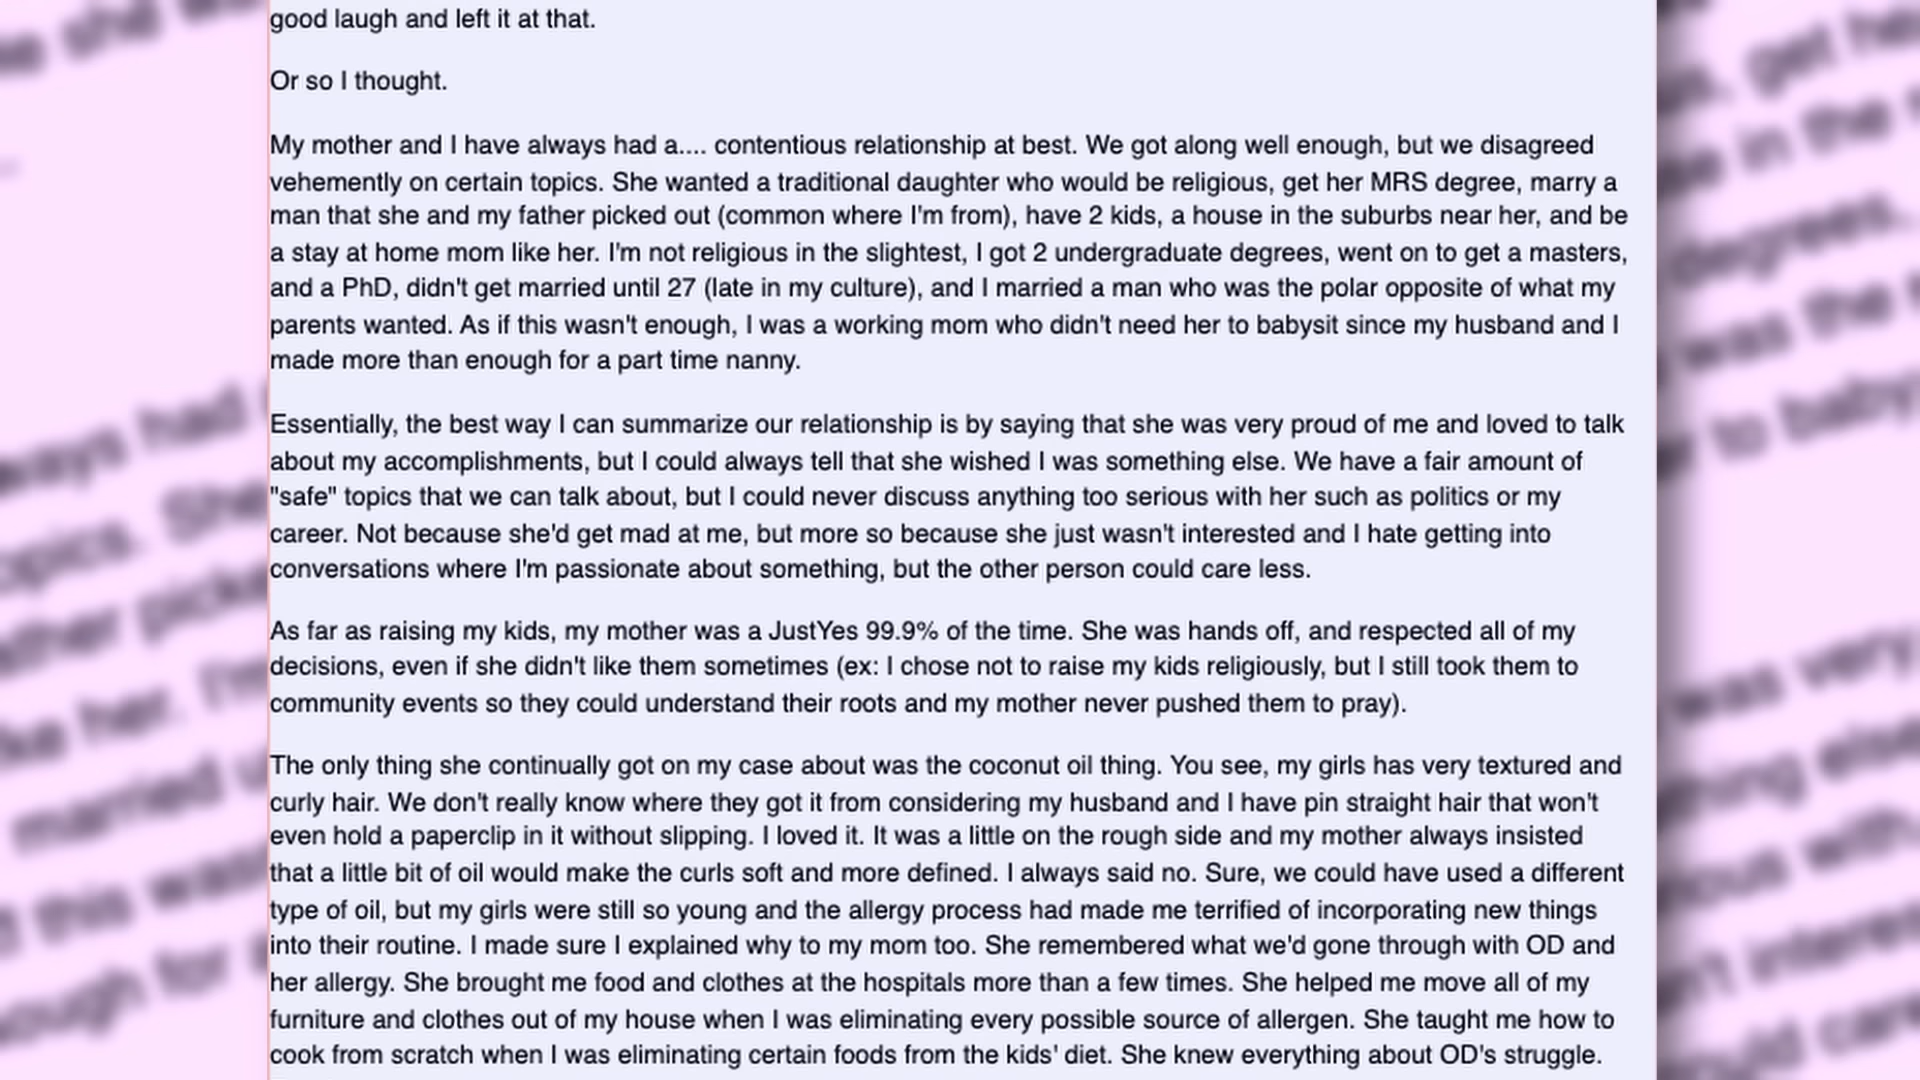 good laugh and left it at that.
Or so I thought.
My mother and I have always had a.... contentious relationship at best. We got along well enough, but we disagreed
vehemently on certain topics. She wanted a traditional daughter who would be religious, get her MRS degree, marry a
man that she and my father picked out (common where I'm from), have 2 kids, a house in the suburbs near her, and be
a stay at home mom like her. I'm not religious in the slightest, I got 2 undergraduate degrees, went on to get a masters,
and a PhD, didn't get married until 27 (late in my culture), and I married a man who was the polar opposite of what my
parents wanted. As if this wasn't enough, I was a working mom who didn't need her to babysit since my husband and I
made more than enough for a part time nanny.
Essentially, the best way I can summarize our relationship is by saying that she was very proud of me and loved to talk
about my accomplishments, but I could always tell that she wished I was something else. We have a fair amount of
"safe" topics that we can talk about, but I could never discuss anything too serious with her such as politics or my
career. Not because she'd get mad at me, but more so because she just wasn't interested and I hate getting into
conversations where I'm passionate about something, but the other person could care less.
As far as raising my kids, my mother was a JustYes 99.9% of the time. She was hands off, and respected all of my
decisions, even if she didn't like them sometimes (ex: I chose not to raise my kids religiously, but I still took them to
community events so they could understand their roots and my mother never pushed them to pray).
The only thing she continually got on my case about was the coconut oil thing. You see, my girls has very textured and
curly hair. We don't really know where they got it from considering my husband and I have pin straight hair that won't
even hold a paperclip in it without slipping. I loved it. It was a little on the rough side and my mother always insisted
that a little bit of oil would make the curls soft and more defined. I always said no. Sure, we could have used a different
type of oil, but my girls were still so young and the allergy process had made me terrified of incorporating new things
into their routine. I made sure I explained why to my mom too. She remembered what we'd gone through with OD and
her allergy. She brought me food and clothes at the hospitals more than a few times. She helped me move all of my
furniture and clothes out of my house when I was eliminating every possible source of allergen. She taught me how to
cook from scratch when I was eliminating certain foods from the kids' diet. She knew everything about OD's struggle.